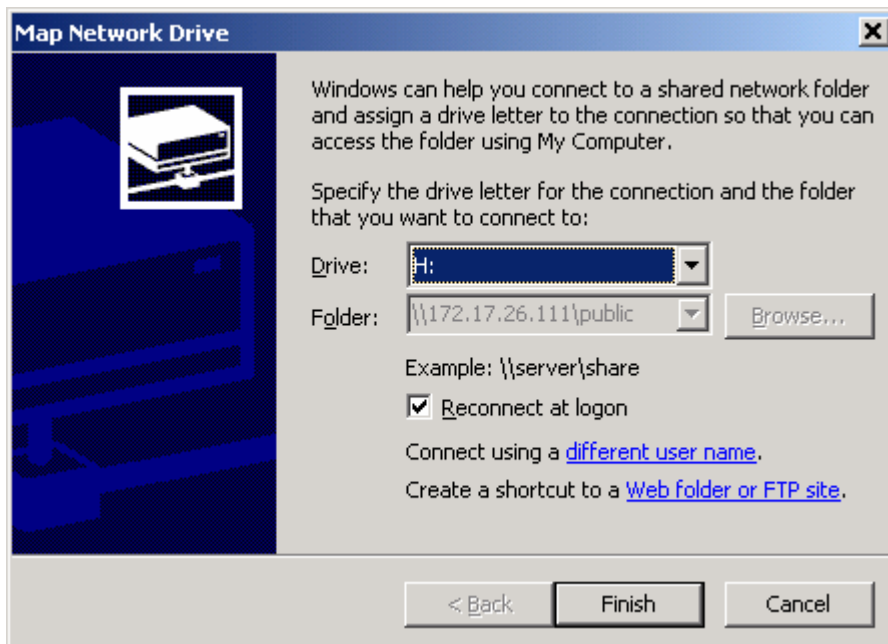 Map Network Drive
Windows can help you connect to a shared network folder
and assign a drive letter to the connection so that you can
access the folder using My Computer.
Specify the drive letter for the connection and the folder
that you want to connect to:
Drive: H:
Folder: \\172.17.26.111\public Browse...
Example: \\server\share
Reconnect at logon
Connect using a different user name.
Create a shortcut to a Web folder or FTP site.
< Back Finish Cancel